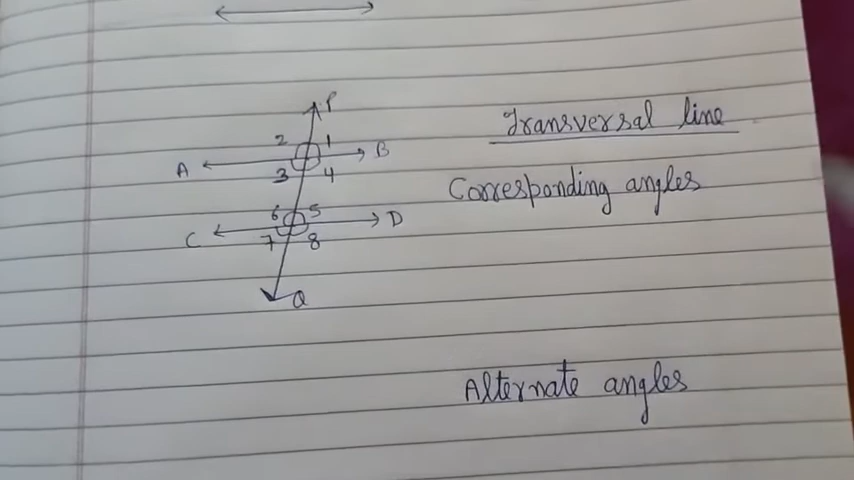 P
Transversal line
2 1
A B
3 4
Corresponding angles
6 5
C D
7 8
Q
Alternate angles